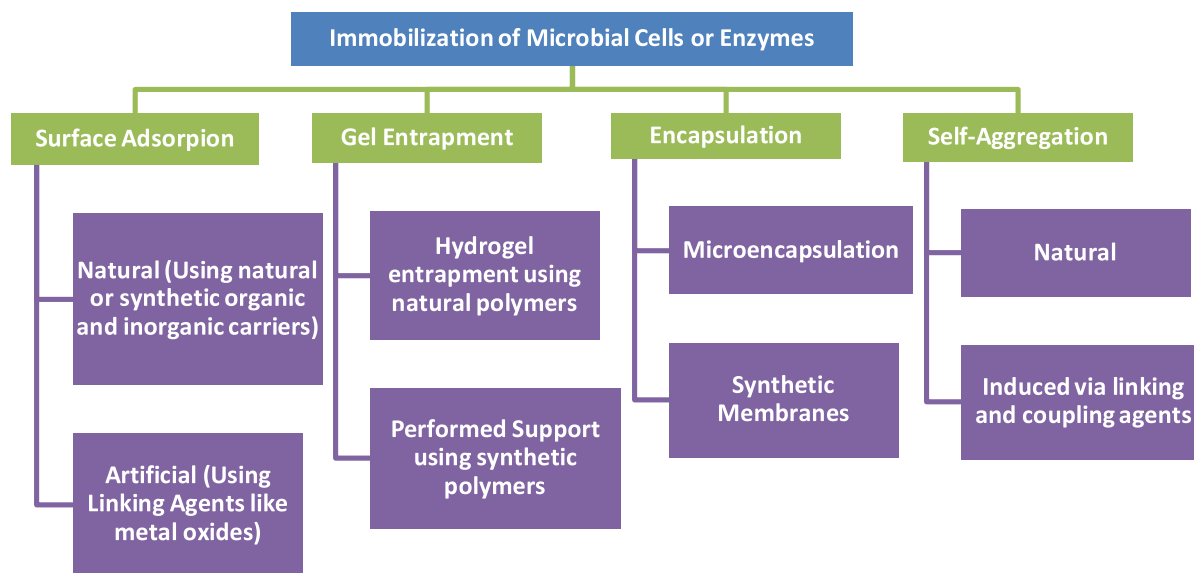 Immobilization of Microbial Cells or Enzymes
Surface Adsorpion
Natural (Using natural
or synthetic organic
and inorganic carriers)
Artificial (Using
Linking Agents like
metal oxides)
Gel Entrapment
Hydrogel
entrapment using
natural polymers
Performed Support
using synthetic
polymers
Encapsulation
Microencapsulation
Synthetic
Membranes
Self-Aggregation
Natural
Induced via linking
and coupling agents